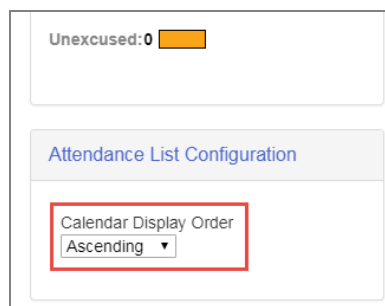 Unexcused:0
Attendance List Configuration
Calendar Display Order
Ascending